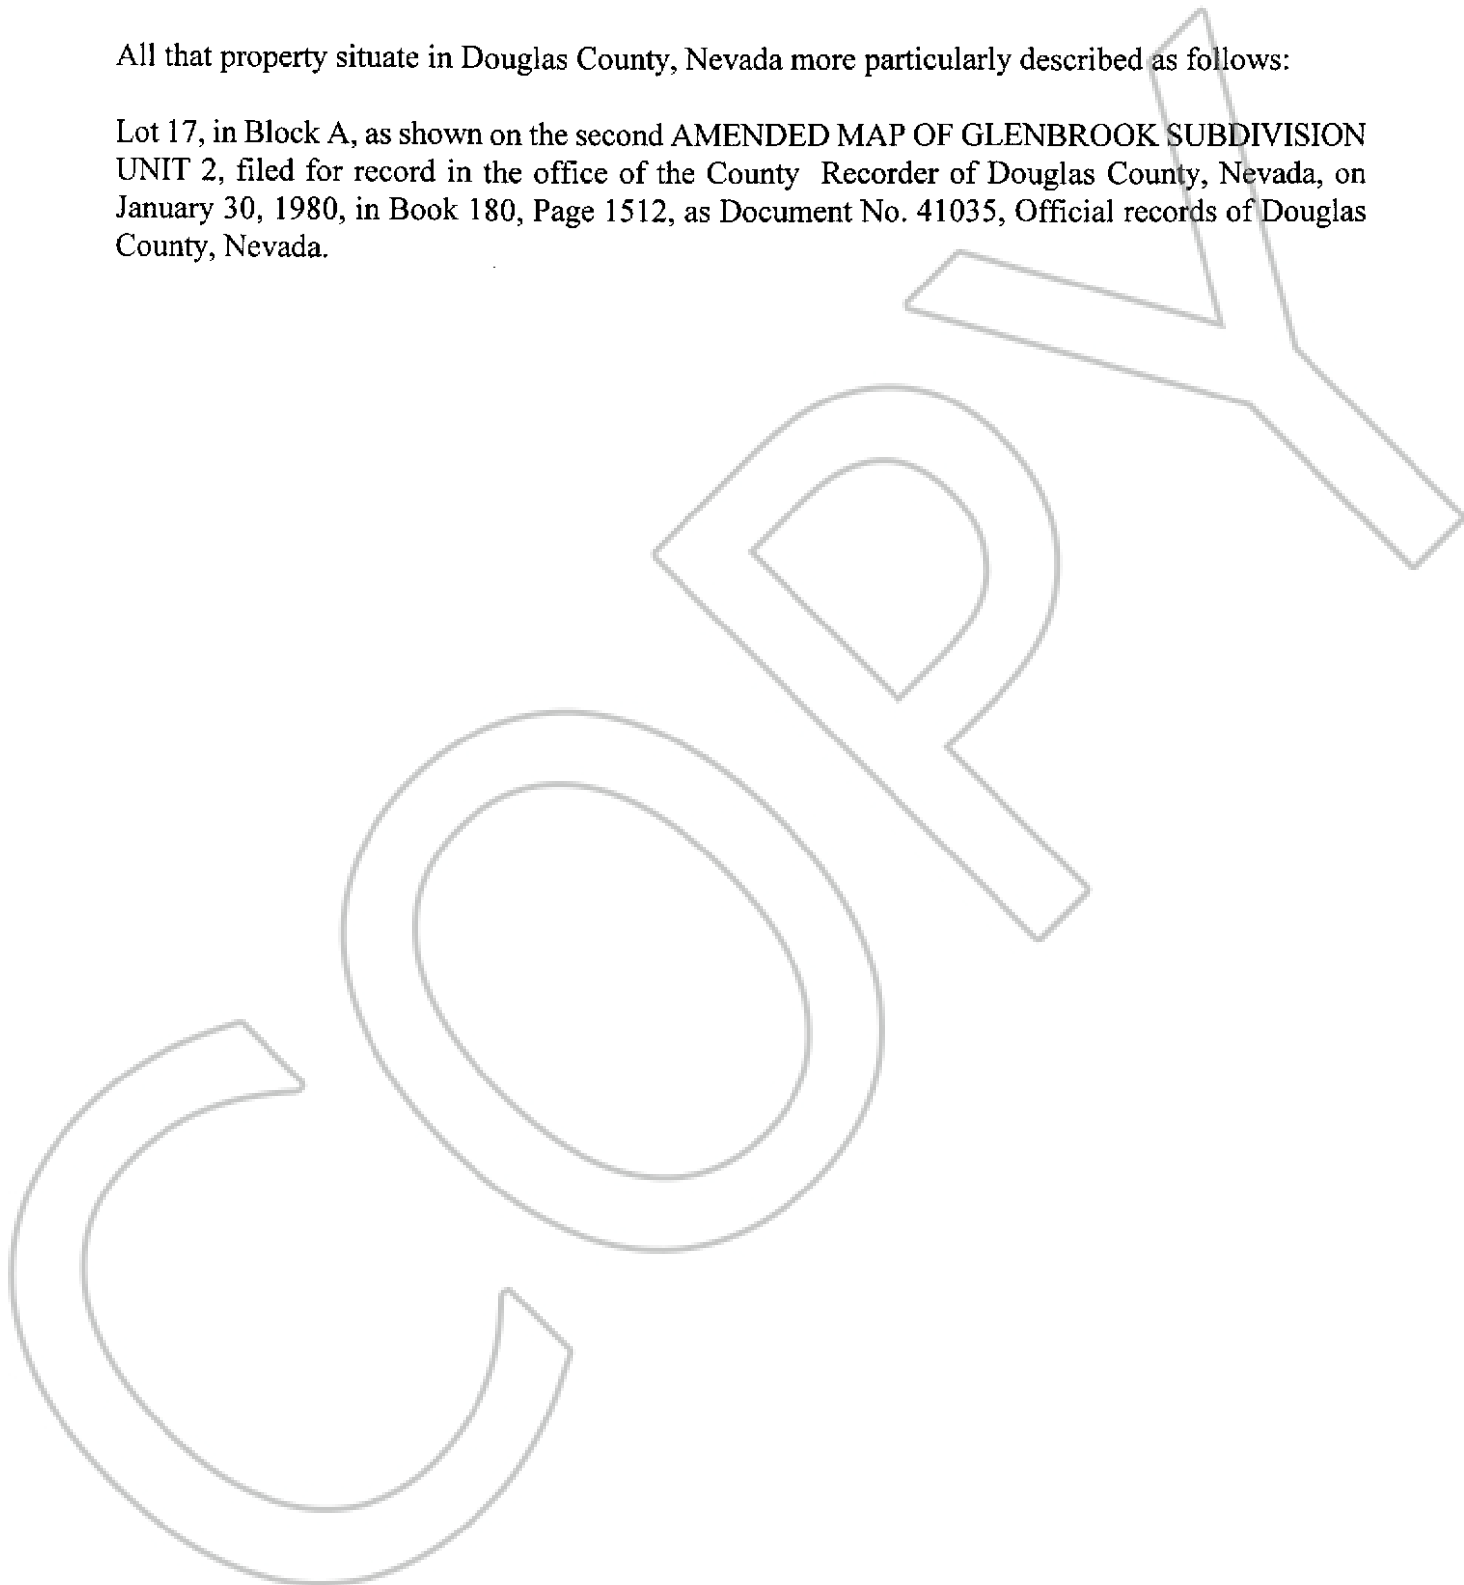 All that property situate in Douglas County, Nevada more particularly described as follows:
Lot 17, in Block A, as shown on the second AMENDED MAP OF GLENBROOK SUBDIVISION
UNIT 2, filed for record in the office of the County Recorder of Douglas County, Nevada, on
January 30, 1980, in Book 180, Page 1512, as Document No. 41035, Official records of Douglas
County, Nevada.
COPY